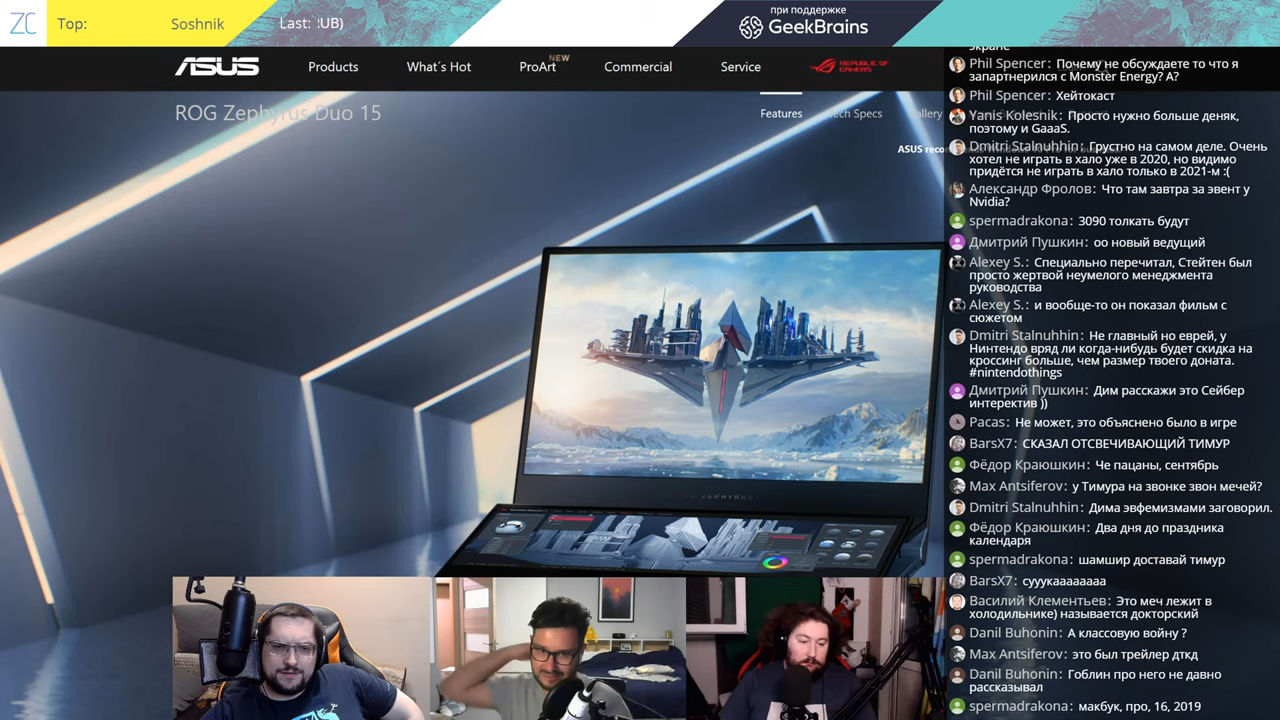 ZC
Top: Soshnik
Last: :UB)
при поддержке
GeekBrains
ASUS
Products
What´s Hot
ProArt
NEW
Commercial
Service
REPUBLIC OF
GAMERS
ROG Zephyrus Duo 15
Features
Tech Specs
Gallery
ASUS reco
ZEPHYRUS
экране
Phil Spencer: Почему не обсуждаете то что я
запартнерился с Monster Energy? А?
Phil Spencer: Хейтокаст
Yanis Kolesnik: Просто нужно больше деняк,
поэтому и GaaaS.
Dmitri Stalnuhhin: Грустно на самом деле. Очень
хотел не играть в хало уже в 2020, но видимо
придётся не играть в хало только в 2021-м :(
Александр Фролов: Что там завтра за эвент у
Nvidia?
spermadrakona: 3090 толкать будут
Дмитрий Пушкин: оо новый ведущий
Alexey S.: Специально перечитал, Стейтен был
просто жертвой неумелого менеджмента
руководства
Alexey S.: и вообще-то он показал фильм с
сюжетом
Dmitri Stalnuhhin: Не главный но еврей, у
Нинтендо вряд ли когда-нибудь будет скидка на
кроссинг больше, чем размер твоего доната.
#nintendothings
Дмитрий Пушкин: Дим расскажи это Сейбер
интеректив ))
Pacas: Не может, это объяснено было в игре
BarsX7: СКАЗАЛ ОТСВЕЧИВАЮЩИЙ ТИМУР
Фёдор Краюшкин: Че пацаны, сентябрь
Max Antsiferov: у Тимура на звонке звон мечей?
Dmitri Stalnuhhin: Дима эвфемизмами заговорил.
Фёдор Краюшкин: Два дня до праздника
календаря
spermadrakona: шамшир доставай тимур
BarsX7: сууукаааааааа
Василий Клементьев: Это меч лежит в
холодильнике) называется докторский
Danil Buhonin: А классовую войну ?
Max Antsiferov: это был трейлер дткд
Danil Buhonin: Гоблин про него не давно
рассказывал
spermadrakona: макбук, про, 16, 2019